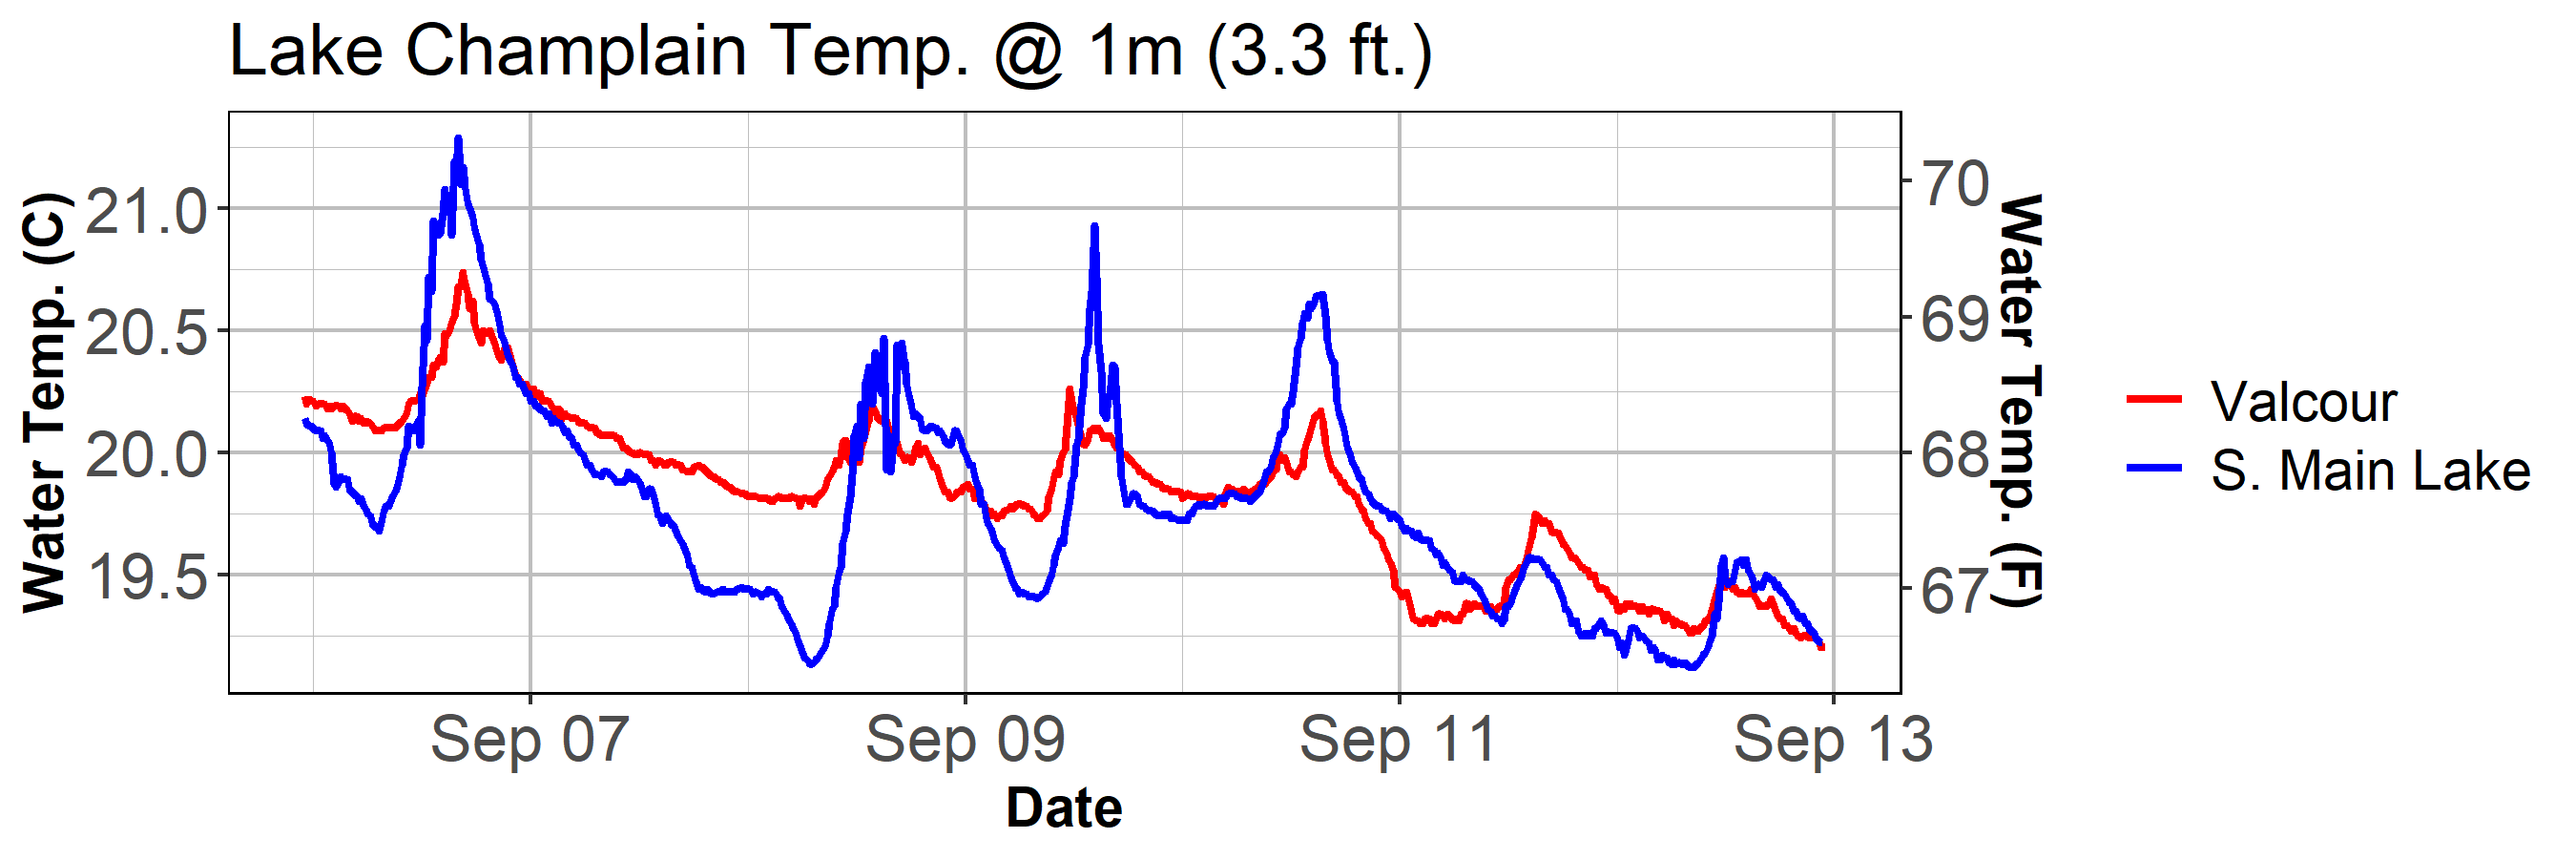 Lake Champlain Temp. @ 1m (3.3 ft.)
Water Temp. (C)
21.0
20.5
20.0
19.5
70
69
68
67
Water Temp. (F)
Sep 07
Sep 09
Sep 11
Sep 13
Date
Valcour
S. Main Lake